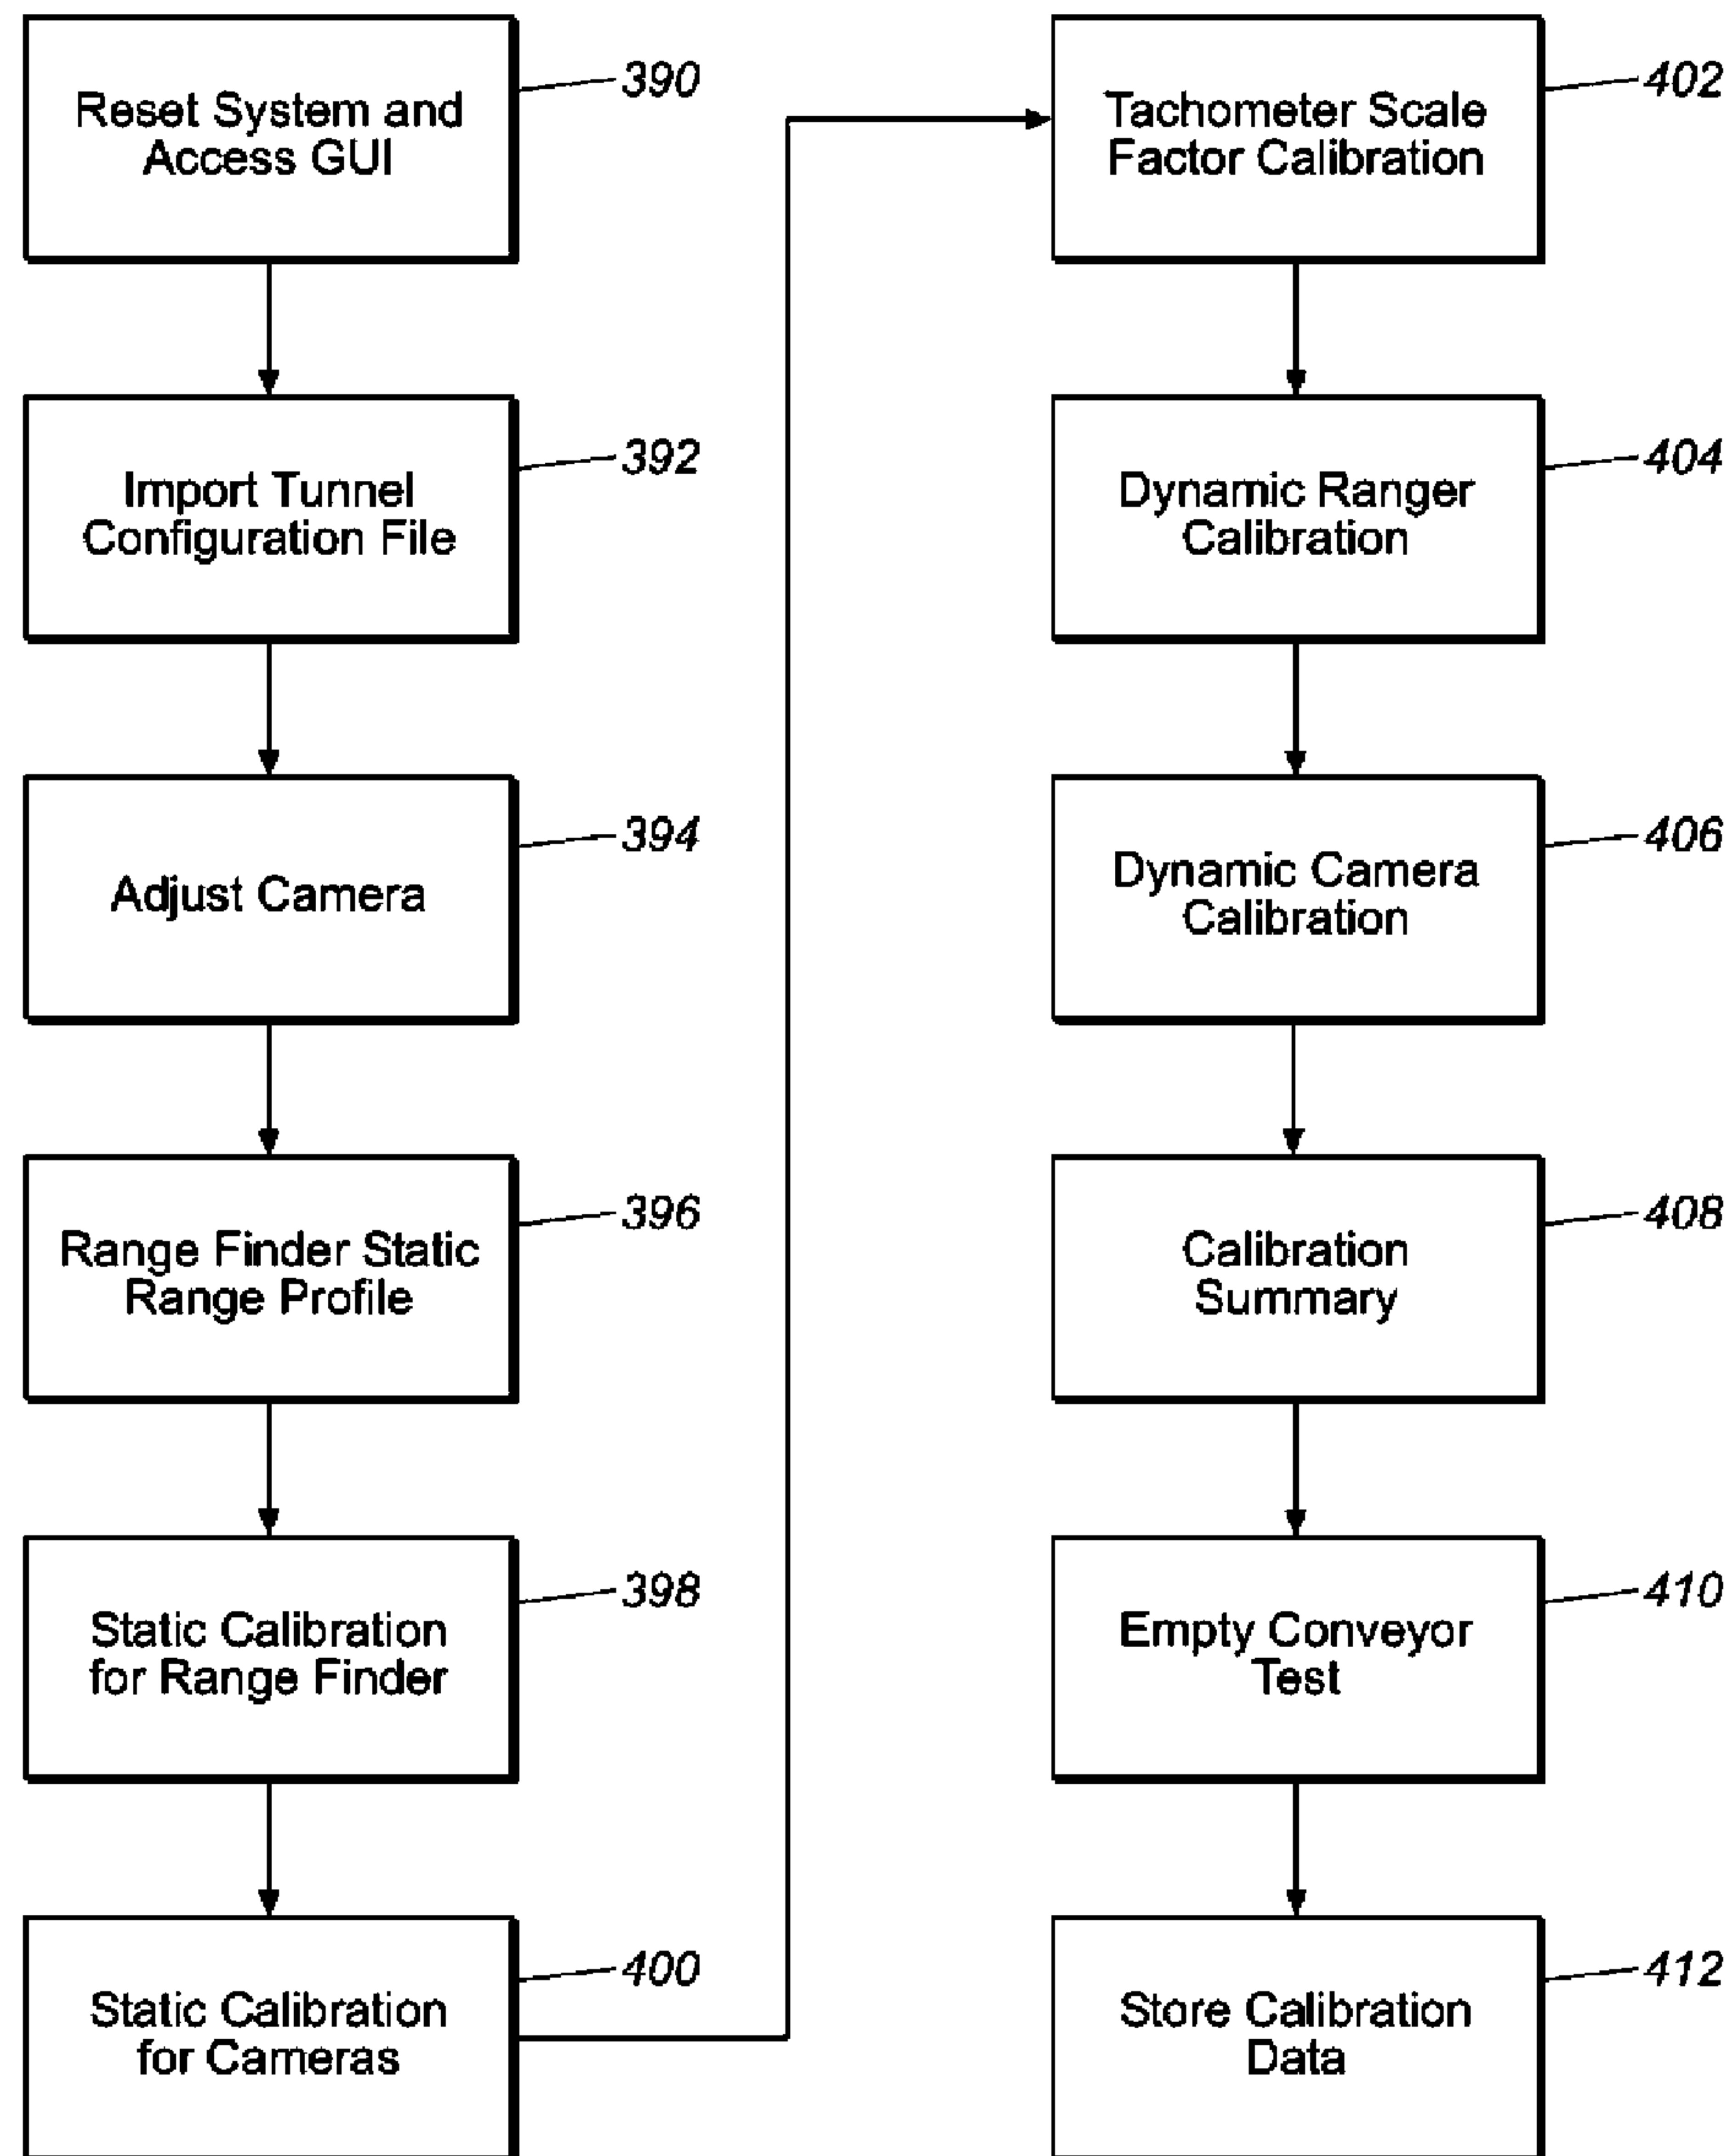 Reset System and
Access GUI
390
Import Tunnel
Configuration File
392
Adjust Camera
394
Range Finder Static
Range Profile
396
Static Calibration
for Range Finder
398
Static Calibration
for Cameras
400
Tachometer Scale
Factor Calibration
402
Dynamic Ranger
Calibration
404
Dynamic Camera
Calibration
406
Calibration
Summary
408
Empty Conveyor
Test
410
Store Calibration
Data
412